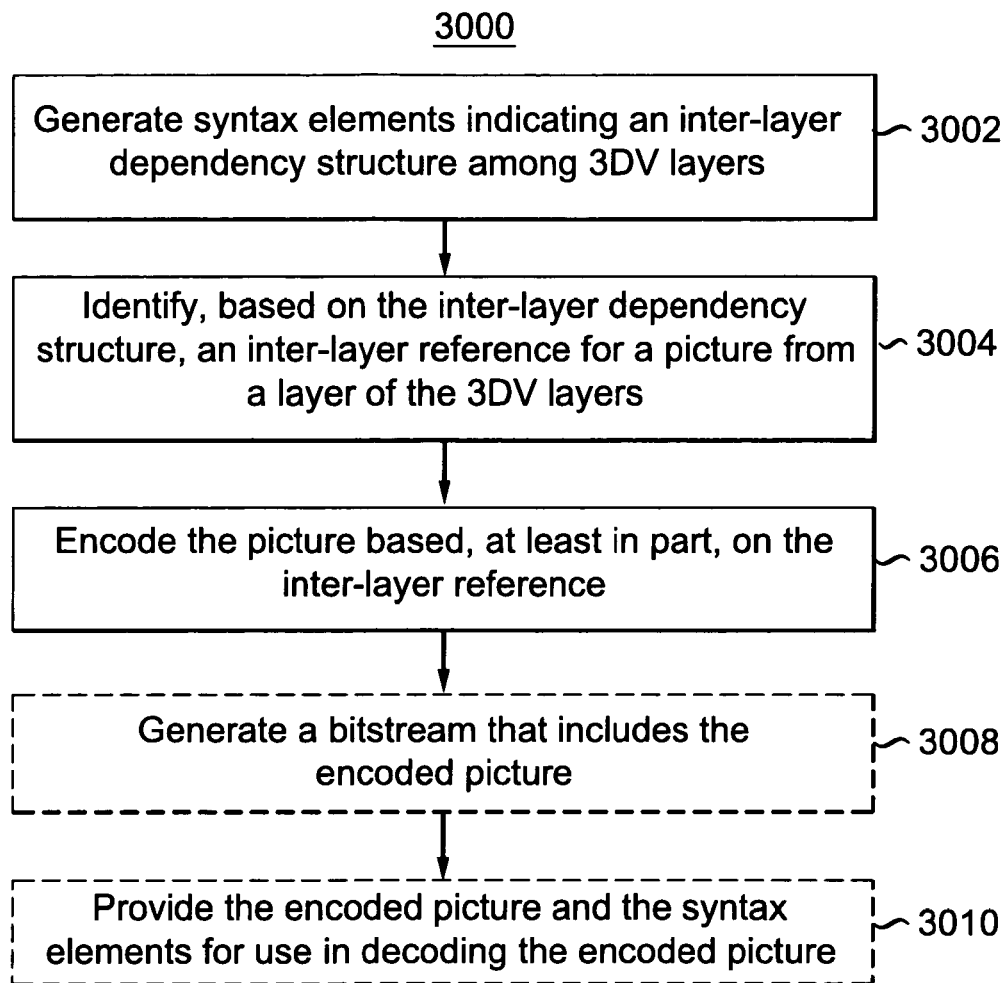 3000
Generate syntax elements indicating an inter-layer
dependency structure among 3DV layers
3002
Identify, based on the inter-layer dependency
structure, an inter-layer reference for a picture from
a layer of the 3DV layers
3004
Encode the picture based, at least in part, on the
inter-layer reference
3006
Generate a bitstream that includes the
encoded picture
3008
Provide the encoded picture and the syntax
elements for use in decoding the encoded picture
3010